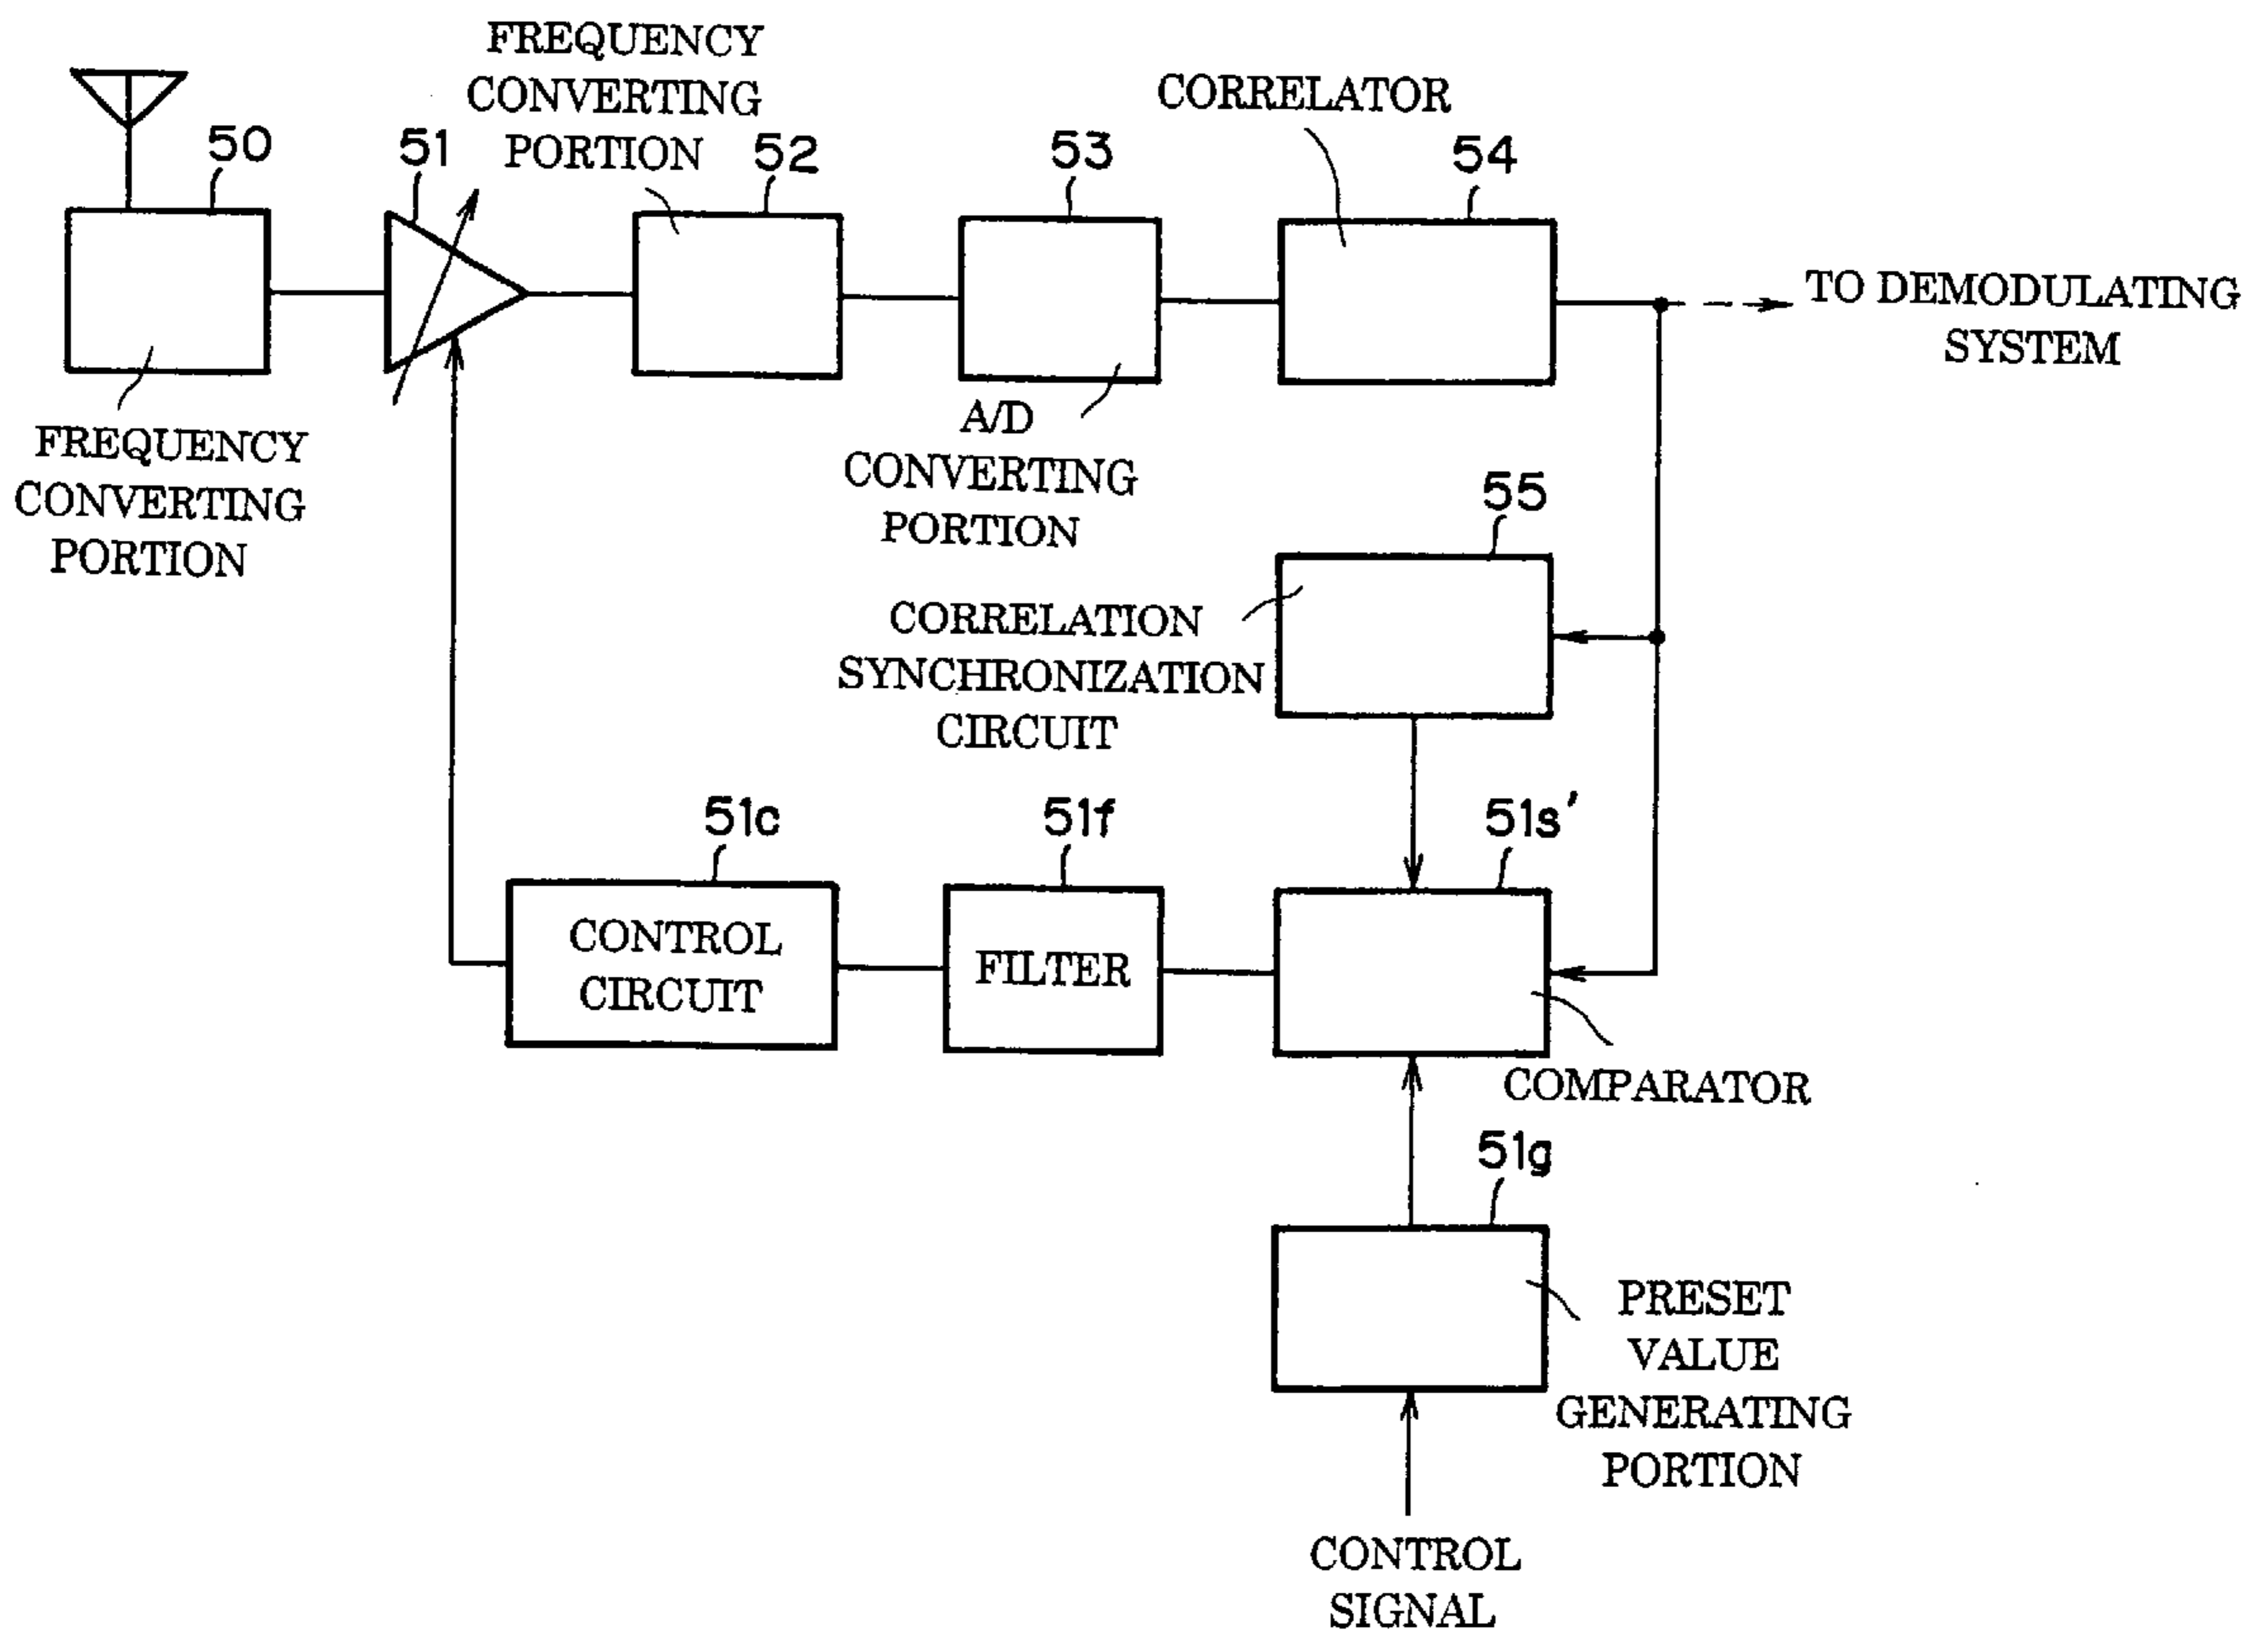 FREQUENCY
CONVERTING
PORTION
CORRELATOR
50
51
52
53
54
TO DEMODULATING
SYSTEM
FREQUENCY
CONVERTING
PORTION
A/D
CONVERTING
PORTION
55
CORRELATION
SYNCHRONIZATION
CIRCUIT
51c
51f
51s'
CONTROL
CIRCUIT
FILTER
COMPARATOR
51g
PRESET
VALUE
GENERATING
PORTION
CONTROL
SIGNAL